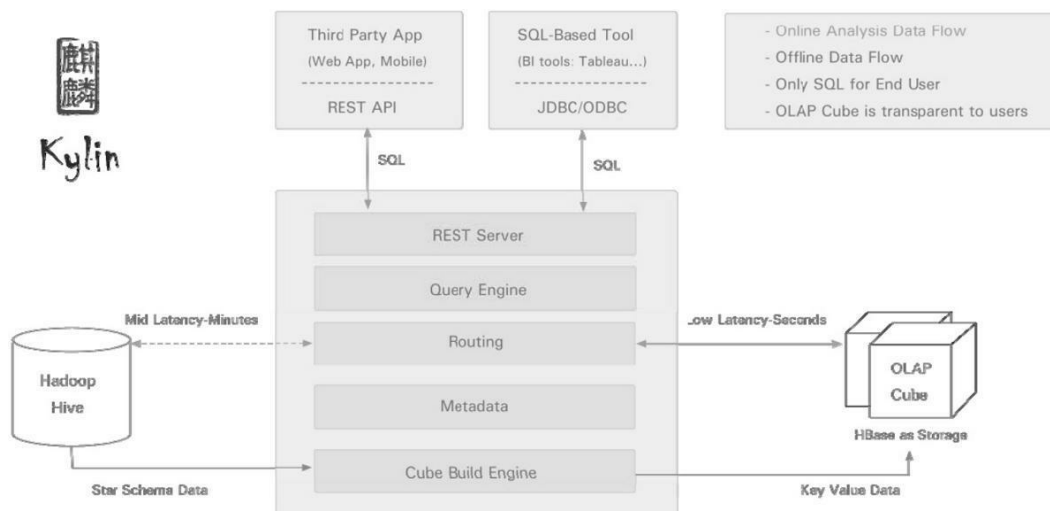 麒
麟
Kylin
Third Party App
(Web App, Mobile)
REST API
SQL-Based Tool
(BI tools: Tableau...)
JDBC/ODBC
- Online Analysis Data Flow
- Offline Data Flow
- Only SQL for End User
- OLAP Cube is transparent to users
SQL
SQL
REST Server
Query Engine
Mid Latency-Minutes
Routing
Low Latency-Seconds
Hadoop
Hive
OLAP
Cube
Metadata
HBase as Storage
Cube Build Engine
Star Schema Data
Key Value Data